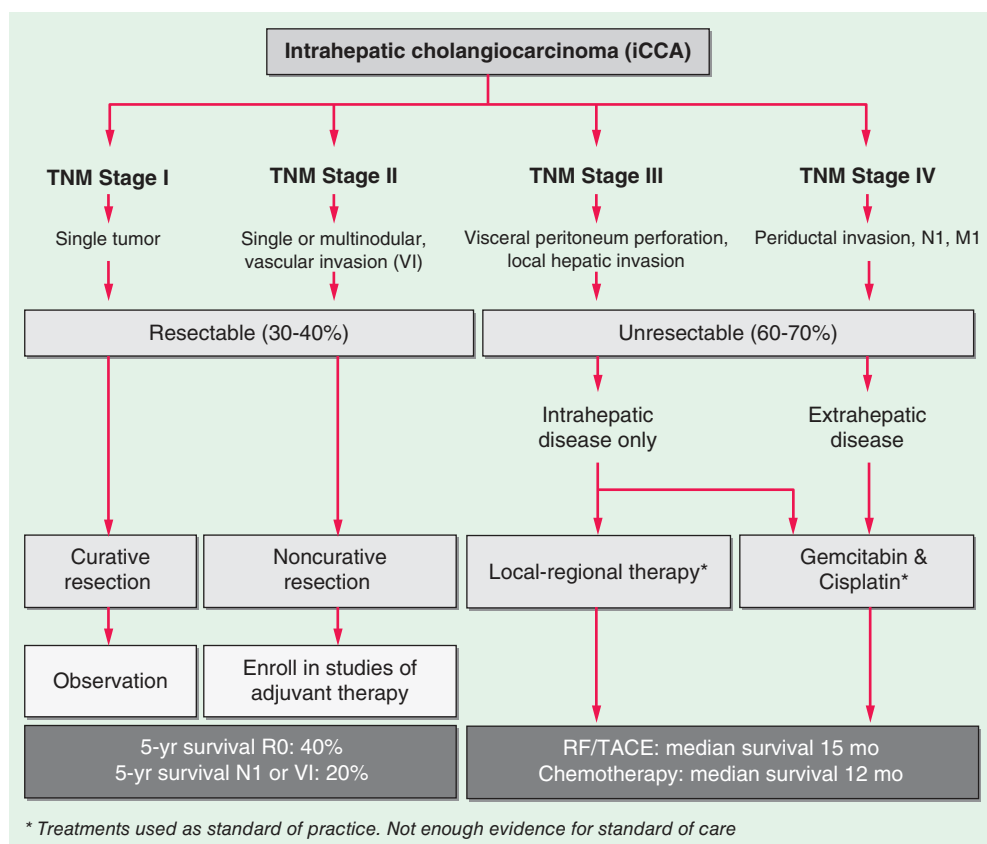 Intrahepatic cholangiocarcinoma (iCCA)
TNM Stage I
TNM Stage II
TNM Stage III
TNM Stage IV
Single tumor
Single or multinodular,
vascular invasion (VI)
Visceral peritoneum perforation,
local hepatic invasion
Periductal invasion, N1, M1
Resectable (30-40%)
Unresectable (60-70%)
Intrahepatic
disease only
Extrahepatic
disease
Curative
resection
Noncurative
resection
Local-regional therapy*
Gemcitabin &
Cisplatin*
Observation
Enroll in studies of
adjuvant therapy
5-yr survival R0: 40%
5-yr survival N1 or VI: 20%
RF/TACE: median survival 15 mo
Chemotherapy: median survival 12 mo
* Treatments used as standard of practice. Not enough evidence for standard of care